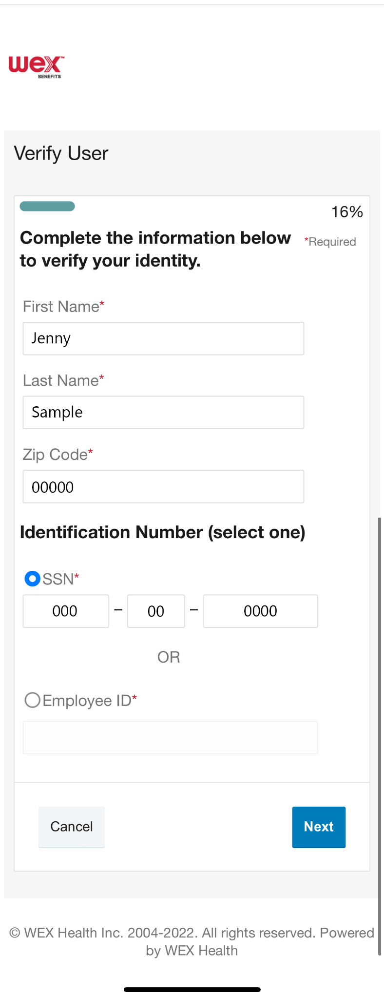 wex™
BENEFITS
Verify User
16%
Complete the information below
*Required
to verify your identity.
First Name*
Jenny
Last Name*
Sample
Zip Code*
00000
Identification Number (select one)
SSN*
000 – 00 – 0000
OR
Employee ID*
Cancel
Next
© WEX Health Inc. 2004-2022. All rights reserved. Powered
by WEX Health